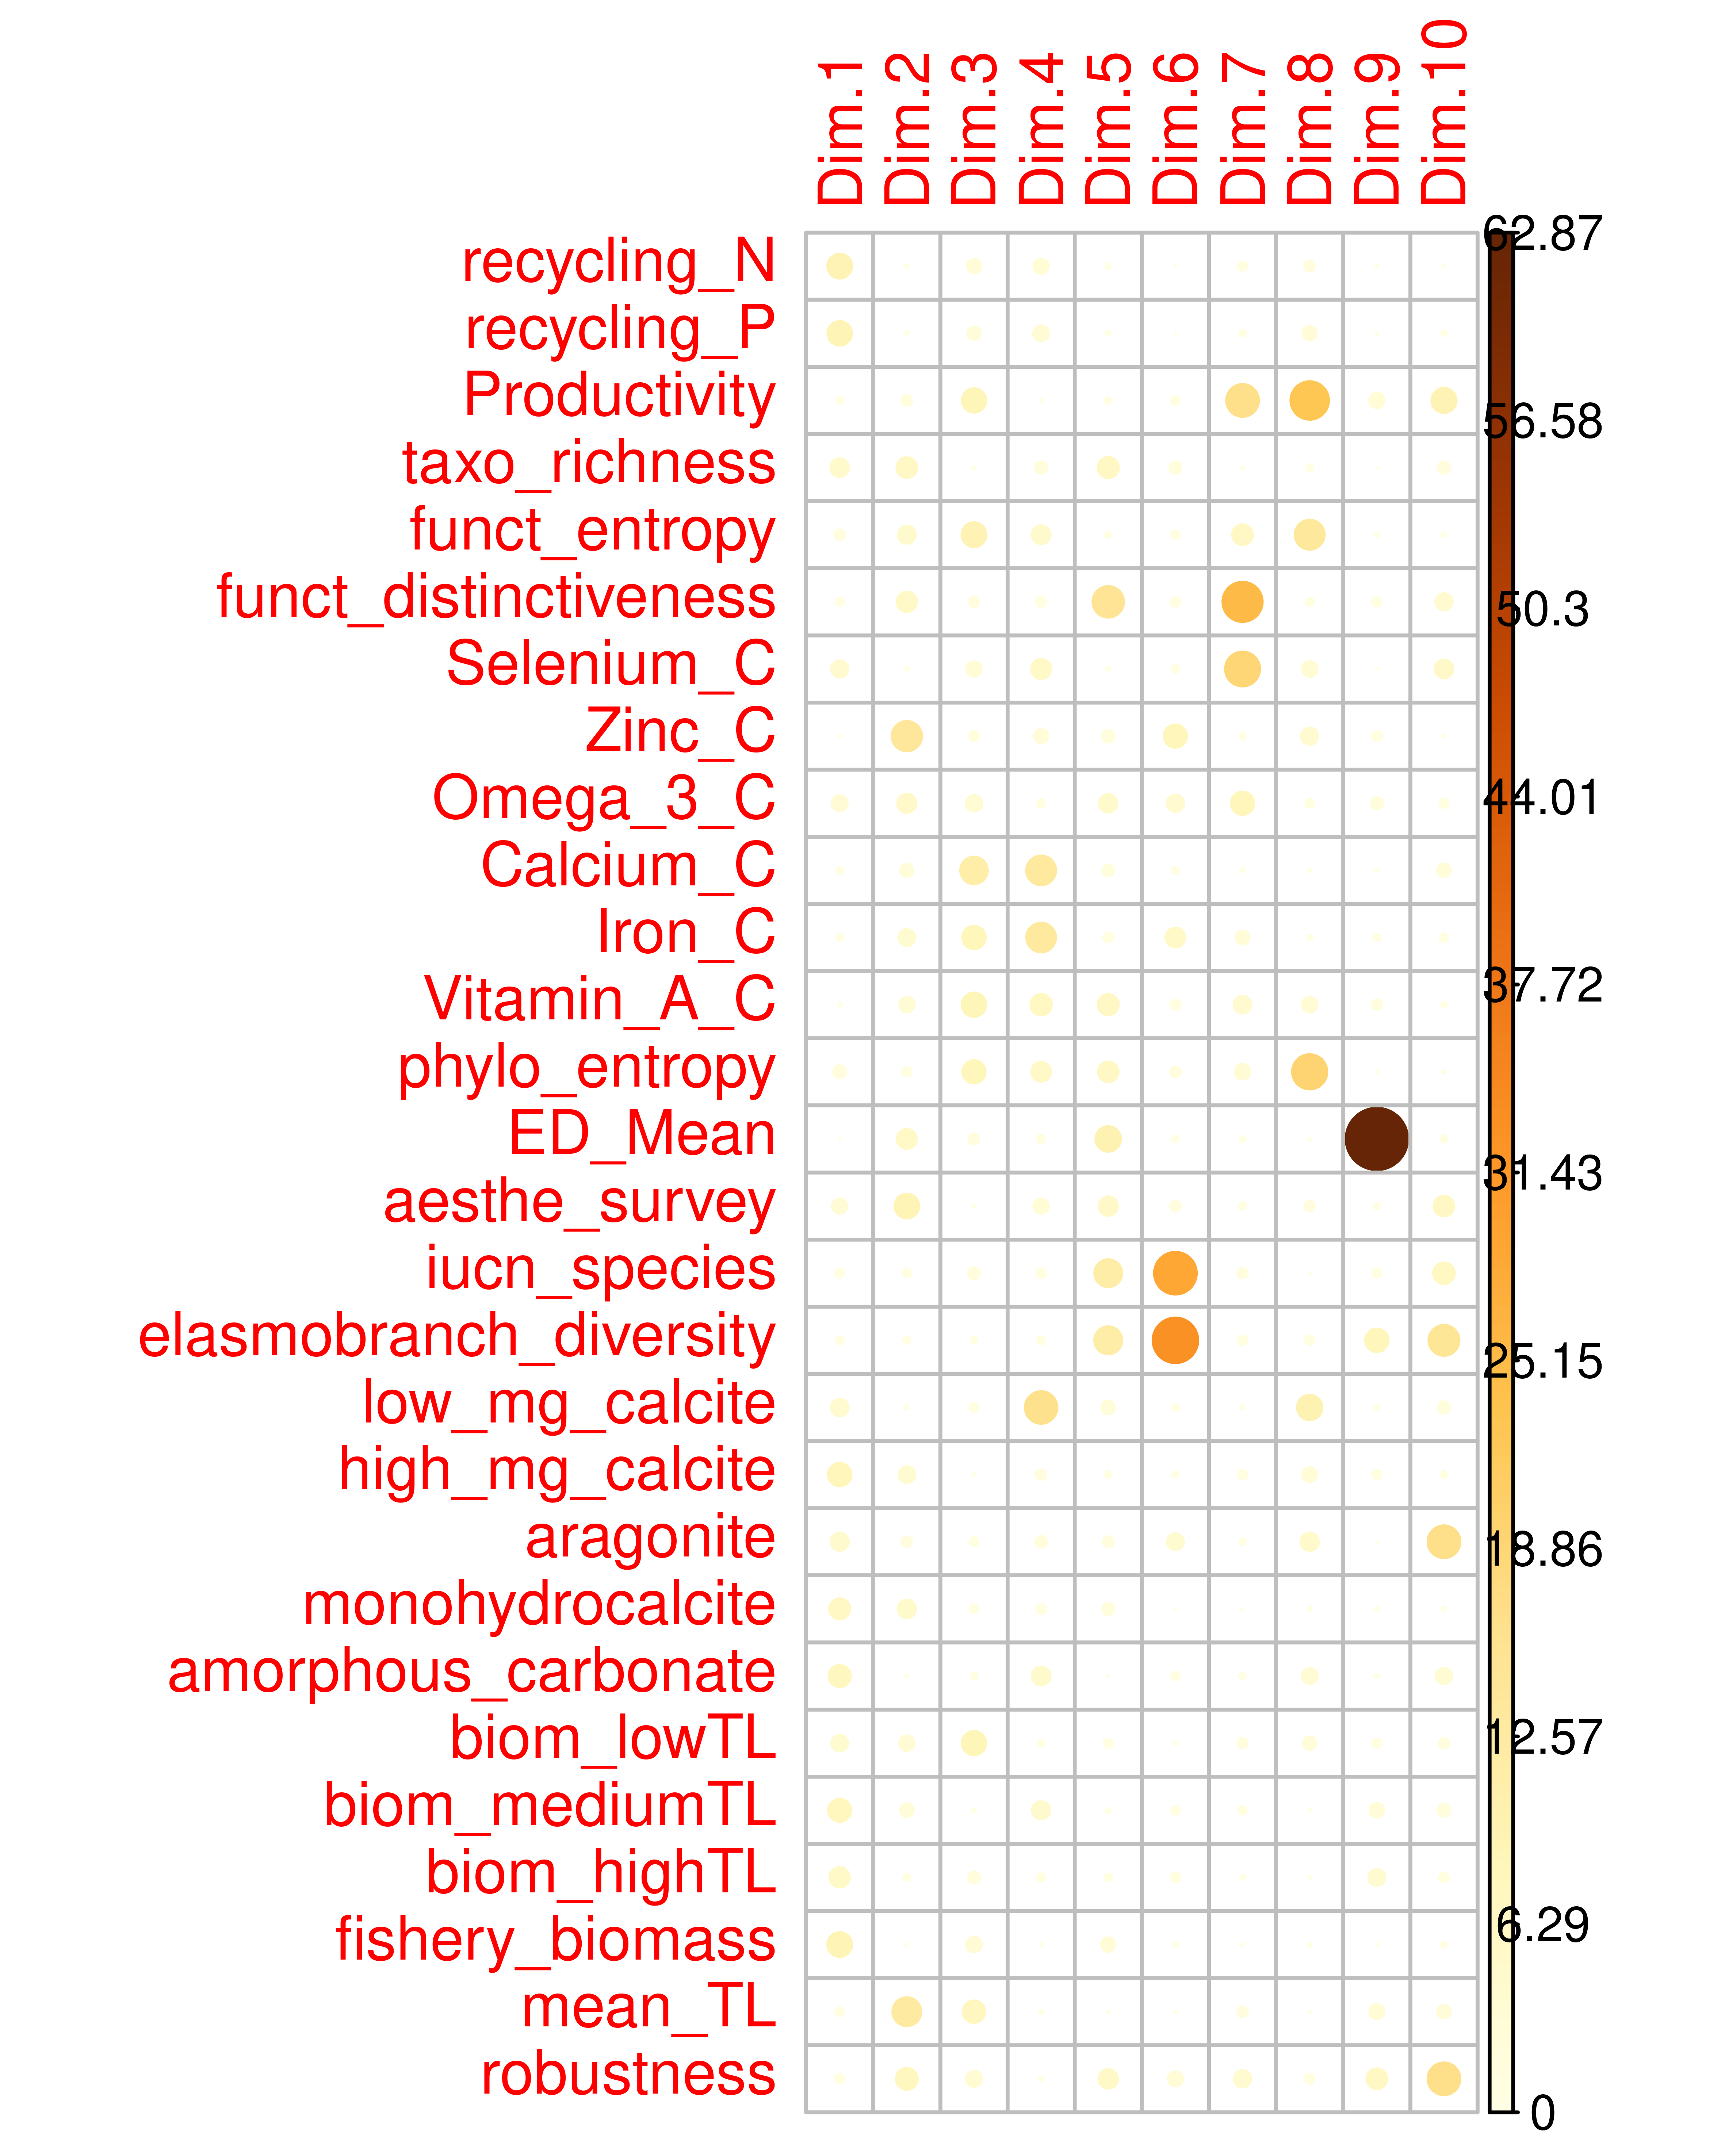 Dim.1
Dim.2
Dim.3
Dim.4
Dim.5
Dim.6
Dim.7
Dim.8
Dim.9
Dim.10
recycling_N
recycling_P
Productivity
taxo_richness
funct_entropy
funct_distinctiveness
Selenium_C
Zinc_C
Omega_3_C
Calcium_C
Iron_C
Vitamin_A_C
phylo_entropy
ED_Mean
aesthe_survey
iucn_species
elasmobranch_diversity
low_mg_calcite
high_mg_calcite
aragonite
monohydrocalcite
amorphous_carbonate
biom_lowTL
biom_mediumTL
biom_highTL
fishery_biomass
mean_TL
robustness
62.87
56.58
50.3
44.01
37.72
31.43
25.15
18.86
12.57
6.29
0